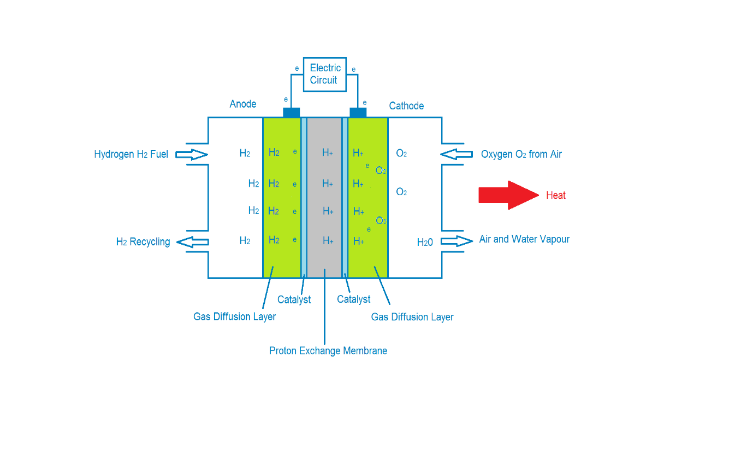 e
Electric
Circuit
e
e
e
Anode
Cathode
Hydrogen H2 Fuel
H2 H2 e H+ H+ O2
Oxygen O2 from Air
e
O2
H2 H2 e H+ H+
O2
Heat
H2 H2 e H+ H+
O2
e
H2 Recycling
H2 H2 e H+ H+
H20
Air and Water Vapour
Catalyst
Catalyst
Gas Diffusion Layer
Gas Diffusion Layer
Proton Exchange Membrane